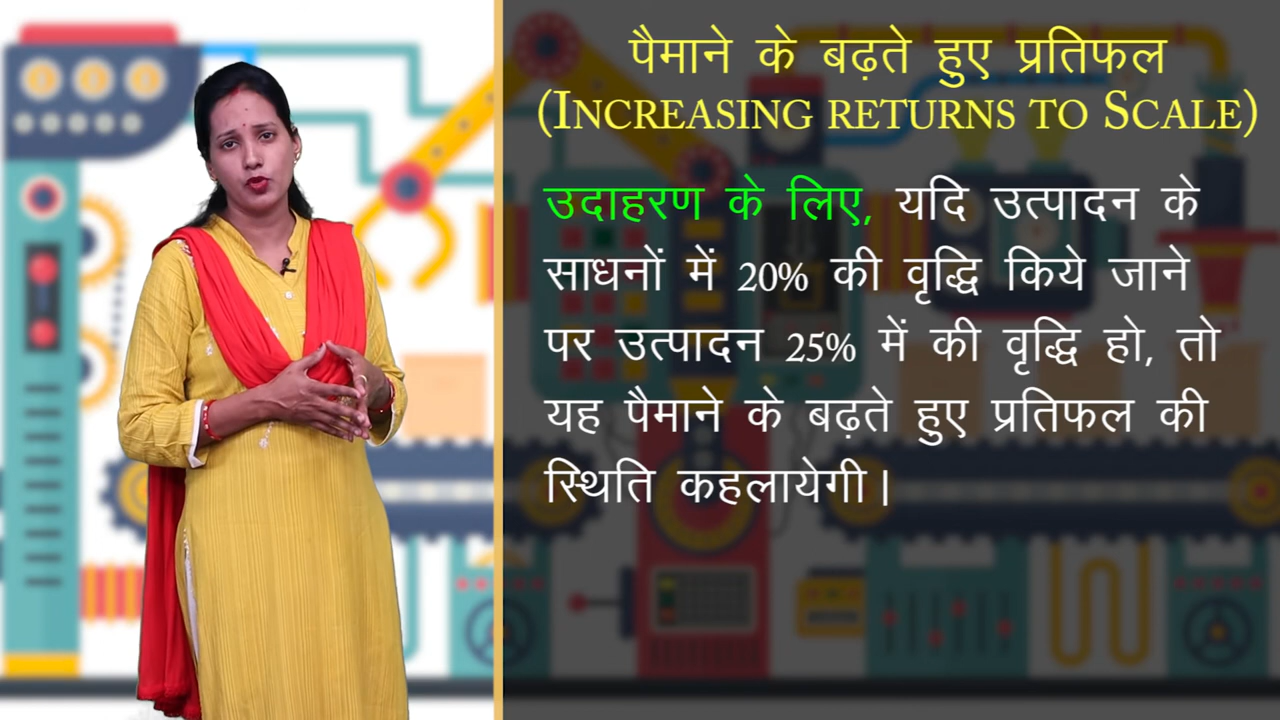 पैमाने के बढ़ते हुए प्रतिफल
(INCREASING RETURNS TO SCALE)
उदाहरण के लिए, यदि उत्पादन के
साधनों में 20% की वृद्धि किये जाने
पर उत्पादन 25% में की वृद्धि हो, तो
यह पैमाने के बढ़ते हुए प्रतिफल की
स्थिति कहलायेगी।